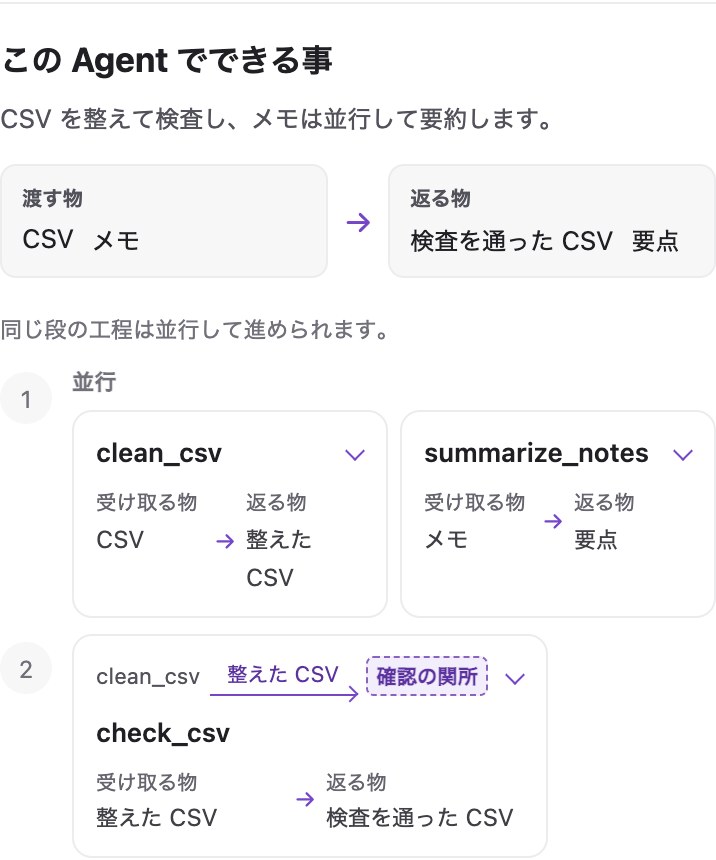 この Agent でできる事
CSV を整えて検査し、メモは並行して要約します。
渡す物
CSV メモ
返る物
検査を通った CSV 要点
同じ段の工程は並行して進められます。
1
並行
clean_csv
受け取る物
CSV
返る物
整えた
CSV
summarize_notes
受け取る物
メモ
返る物
要点
2
clean_csv 整えた CSV 確認の関所
check_csv
受け取る物
整えた CSV
返る物
検査を通った CSV